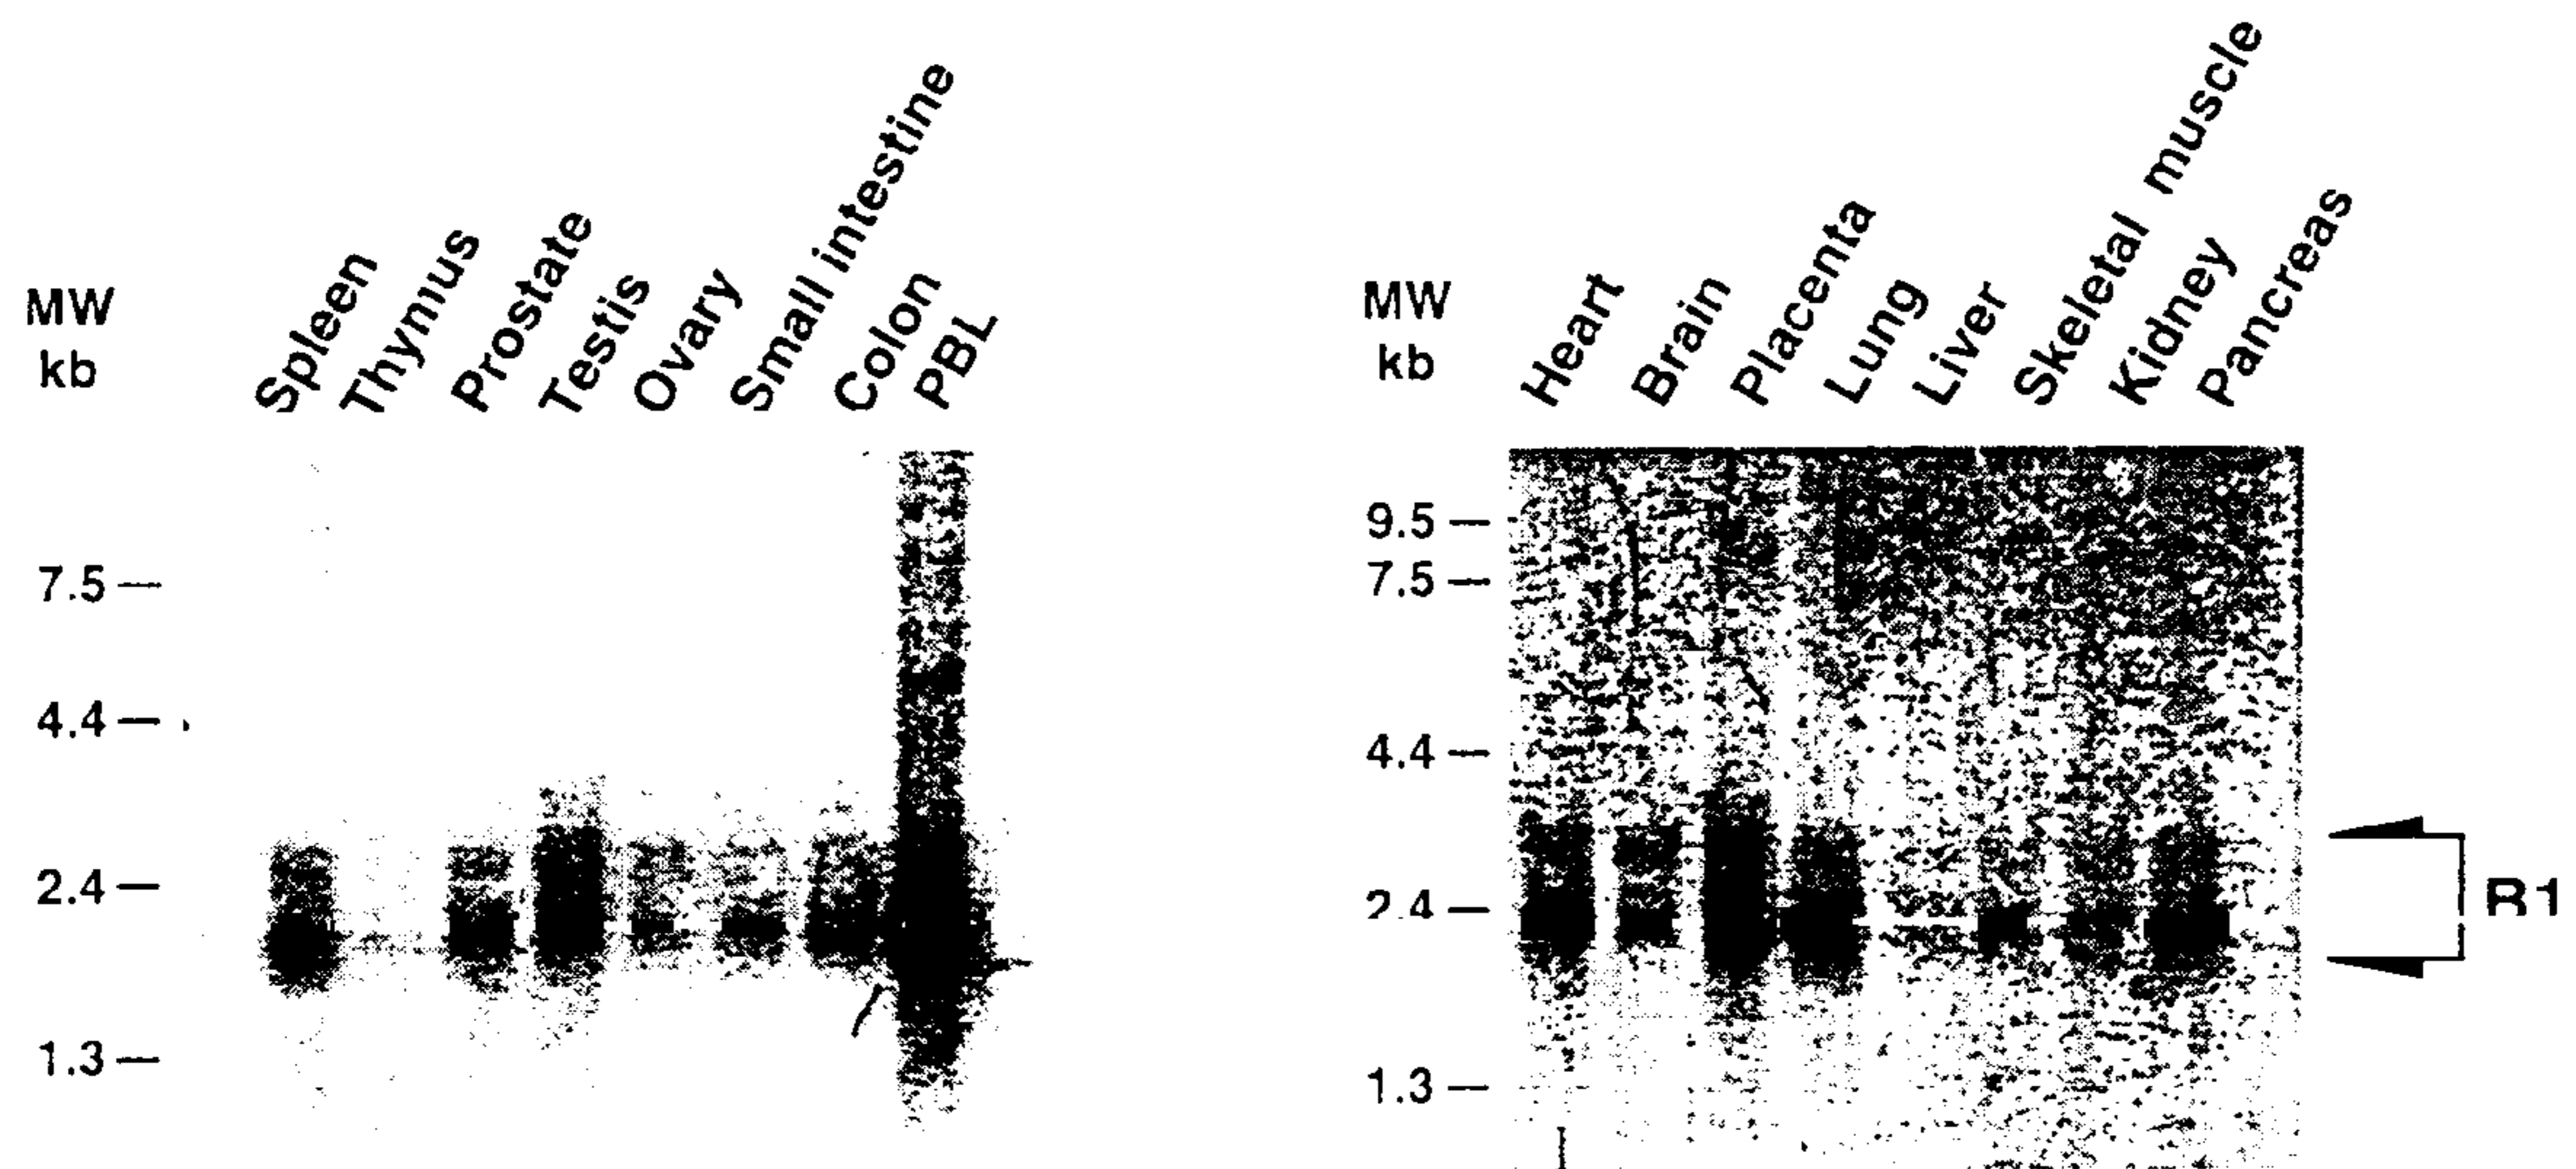 MW
kb
Spleen
Thymus
Prostate
Testis
Ovary
Small intestine
Colon
PBL
7.5
4.4
2.4
1.3
MW
kb
Heart
Brain
Placenta
Lung
Liver
Skeletal muscle
Kidney
Pancreas
9.5
7.5
4.4
2.4
1.3
R1